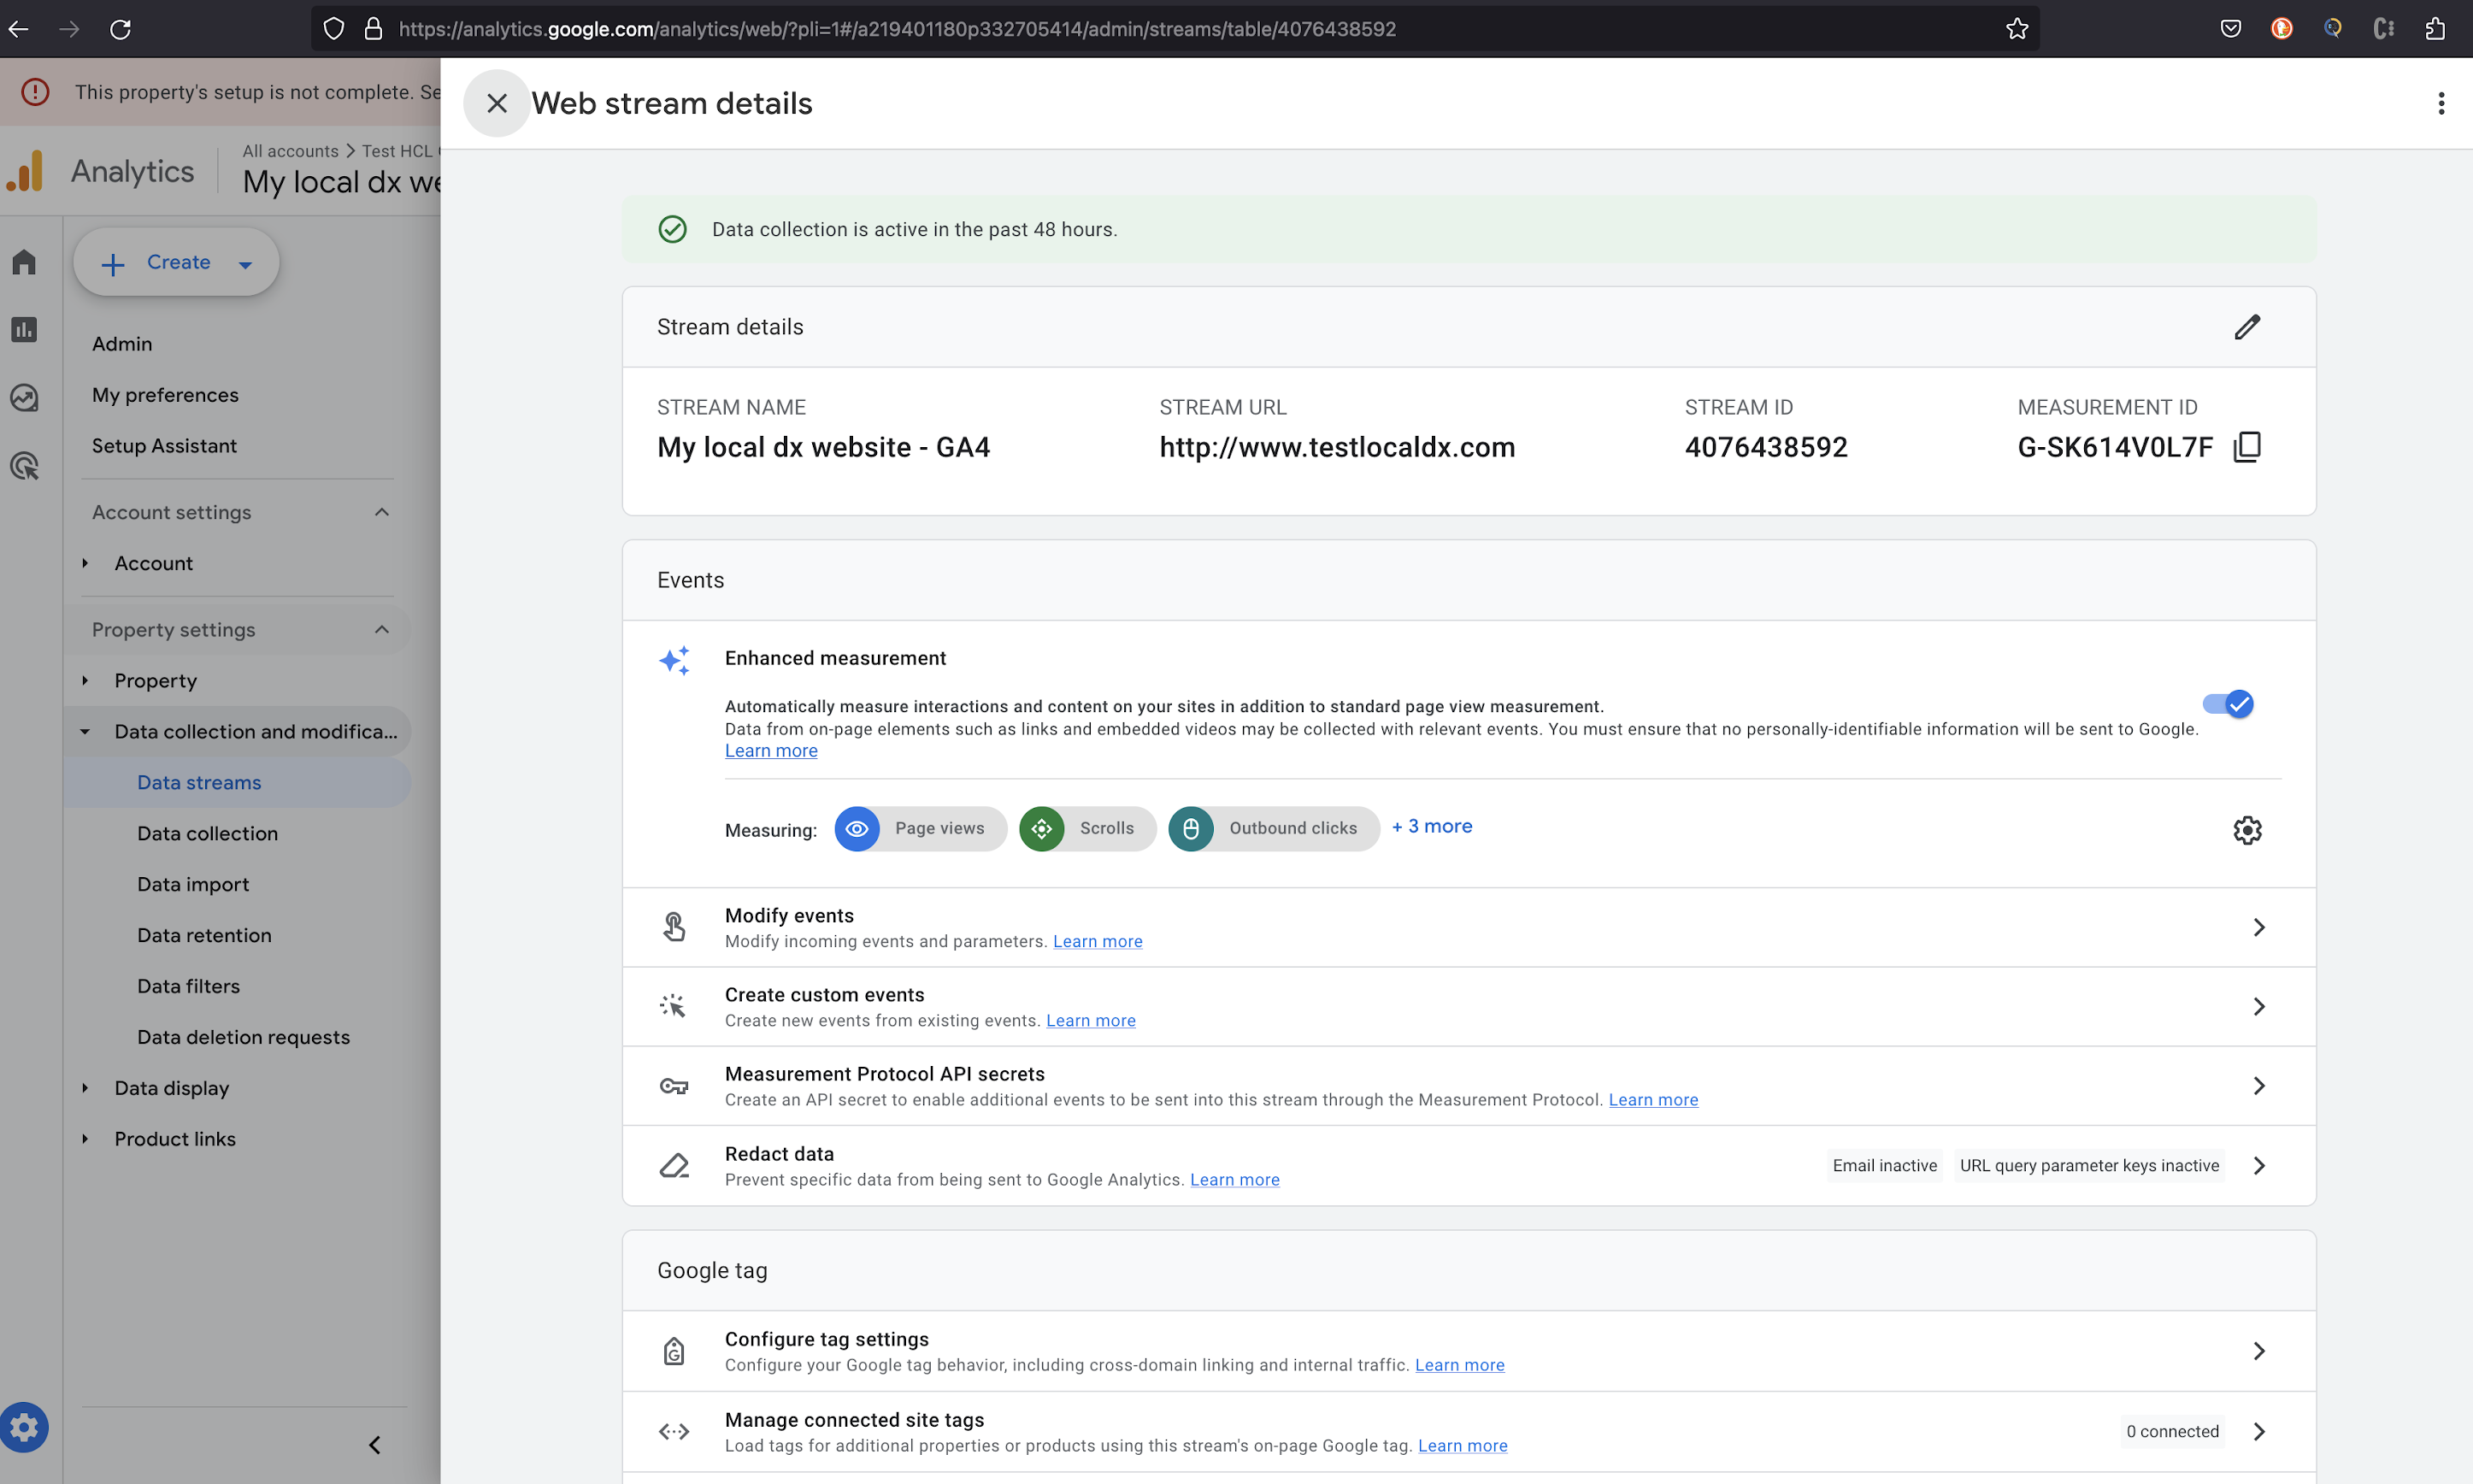 https://analytics.google.com/analytics/web/?pli=1#/a219401180p332705414/admin/streams/table/4076438592
This property's setup is not complete. Se
Analytics
All accounts > Test HCL
My local dx we
Create
Admin
My preferences
Setup Assistant
Account settings
Account
Property settings
Property
Data collection and modifica...
Data streams
Data collection
Data import
Data retention
Data filters
Data deletion requests
Data display
Product links
Web stream details
Data collection is active in the past 48 hours.
Stream details
STREAM NAME
My local dx website - GA4
STREAM URL
http://www.testlocaldx.com
STREAM ID
4076438592
MEASUREMENT ID
G-SK614V0L7F
Events
Enhanced measurement
Automatically measure interactions and content on your sites in addition to standard page view measurement.
Data from on-page elements such as links and embedded videos may be collected with relevant events. You must ensure that no personally-identifiable information will be sent to Google.
Learn more
Measuring: Page views Scrolls Outbound clicks + 3 more
Modify events
Modify incoming events and parameters. Learn more
Create custom events
Create new events from existing events. Learn more
Measurement Protocol API secrets
Create an API secret to enable additional events to be sent into this stream through the Measurement Protocol. Learn more
Redact data
Prevent specific data from being sent to Google Analytics. Learn more
Email inactive URL query parameter keys inactive
Google tag
Configure tag settings
Configure your Google tag behavior, including cross-domain linking and internal traffic. Learn more
Manage connected site tags
Load tags for additional properties or products using this stream's on-page Google tag. Learn more
0 connected